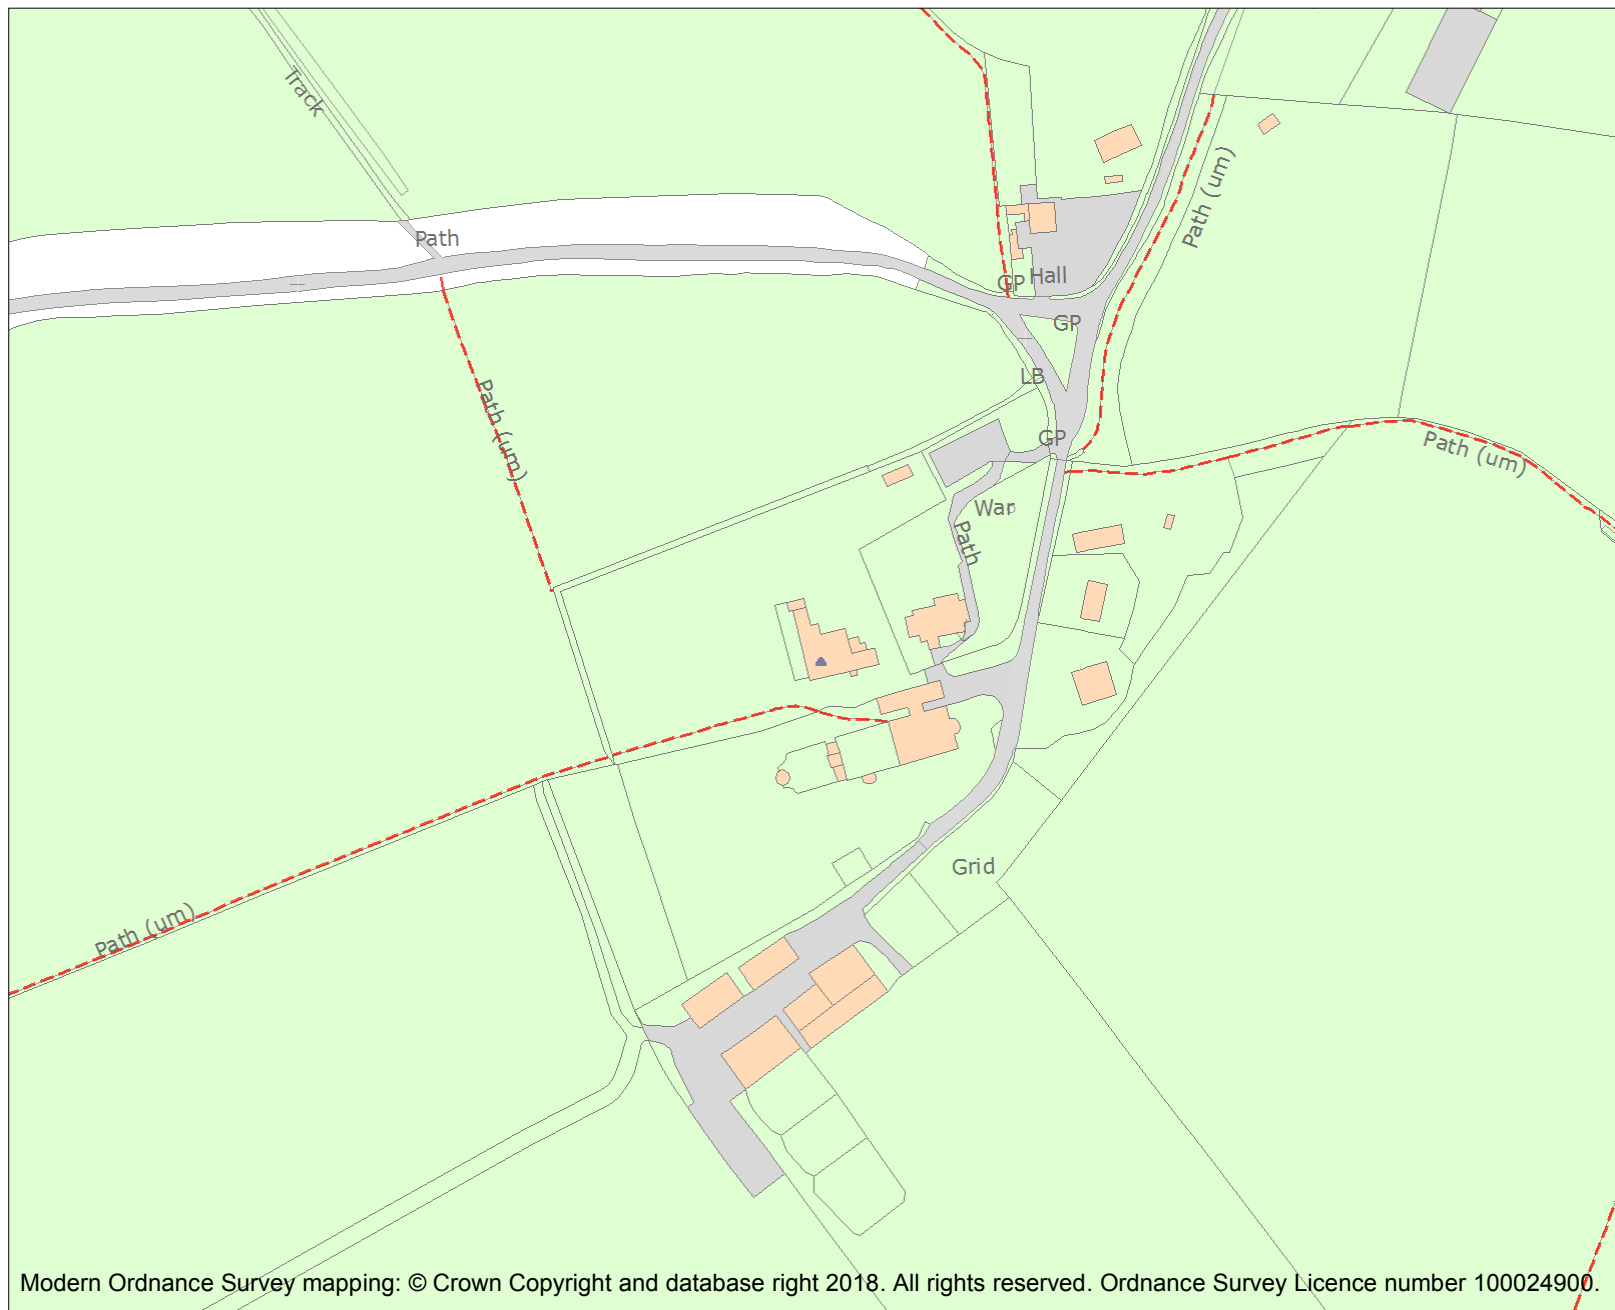 Track
Path
Path (um)
GP
Hall
GP
Path (um)
LB
GP
Path (um)
War
Path
Path (um)
Grid
Modern Ordnance Survey mapping: © Crown Copyright and database right 2018. All rights reserved. Ordnance Survey Licence number 100024900.